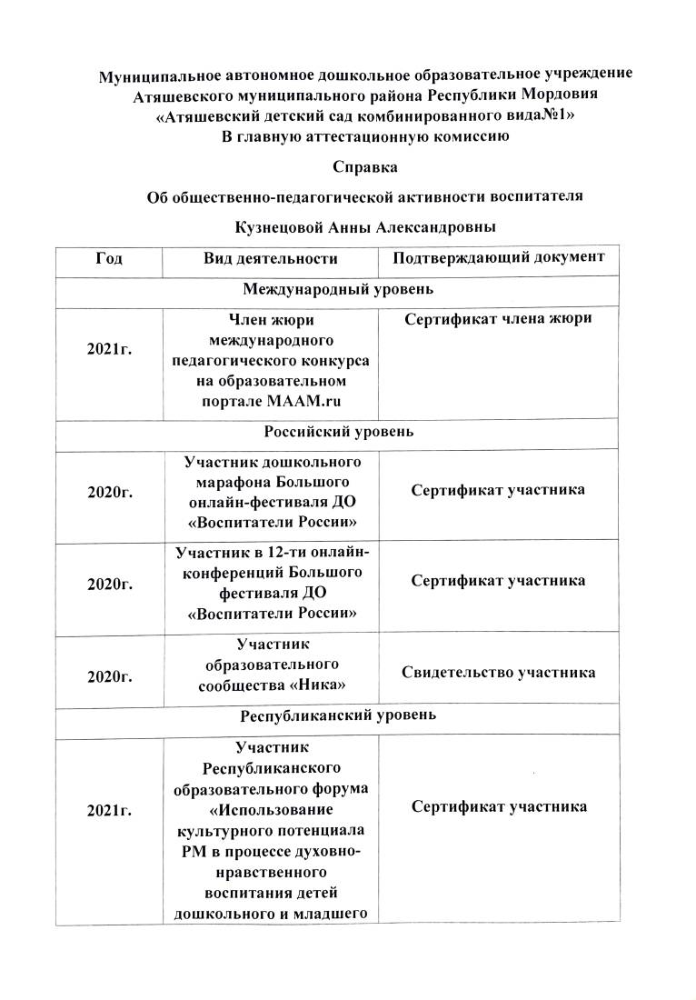 Муниципальное автономное дошкольное образовательное учреждение
Атяшевского муниципального района Республики Мордовия
«Атяшевский детский сад комбинированного вида№1»
В главную аттестационную комиссию
Справка
Об общественно-педагогической активности воспитателя
Кузнецовой Анны Александровны
Год Вид деятельности Подтверждающий документ
Международный уровень
2021г.
Член жюри
международного
педагогического конкурса
на образовательном
портале МААМ.ru
Сертификат члена жюри
Российский уровень
2020г.
Участник дошкольного
марафона Большого
онлайн-фестиваля ДО
«Воспитатели России»
Сертификат участника
2020г.
Участник в 12-ти онлайн-
конференций Большого
фестиваля ДО
«Воспитатели России»
Сертификат участника
2020г.
Участник
образовательного
сообщества «Ника»
Свидетельство участника
Республиканский уровень
2021г.
Участник
Республиканского
образовательного форума
«Использование
культурного потенциала
РМ в процессе духовно-
нравственного
воспитания детей
дошкольного и младшего
Сертификат участника